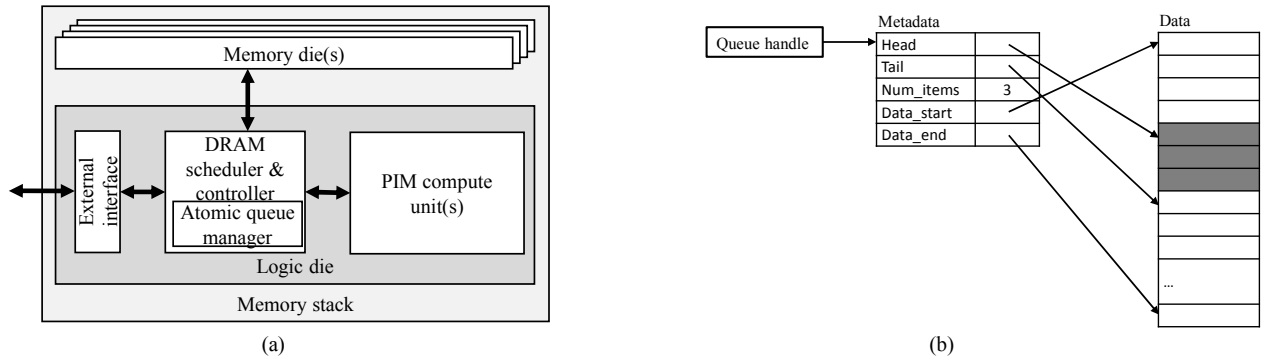 Memory die(s)
External
interface
DRAM
scheduler &
controller
Atomic queue
manager
PIM compute
unit(s)
Logic die
Memory stack
(a)
Queue handle
Metadata
Head
Tail
Num_items 3
Data_start
Data_end
Data
...
(b)